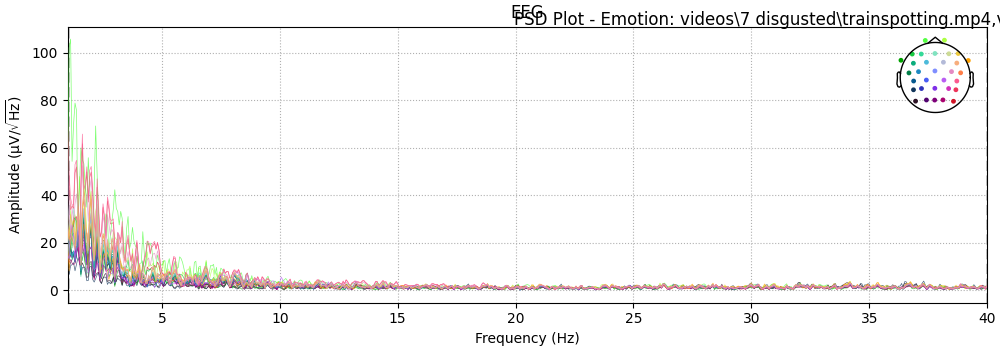 EEG
PSD Plot - Emotion: videos\7 disgusted\trainspotting.mp4,v
Amplitude (µV/√Hz)
100
80
60
40
20
0
5 10 15 20 25 30 35 40
Frequency (Hz)